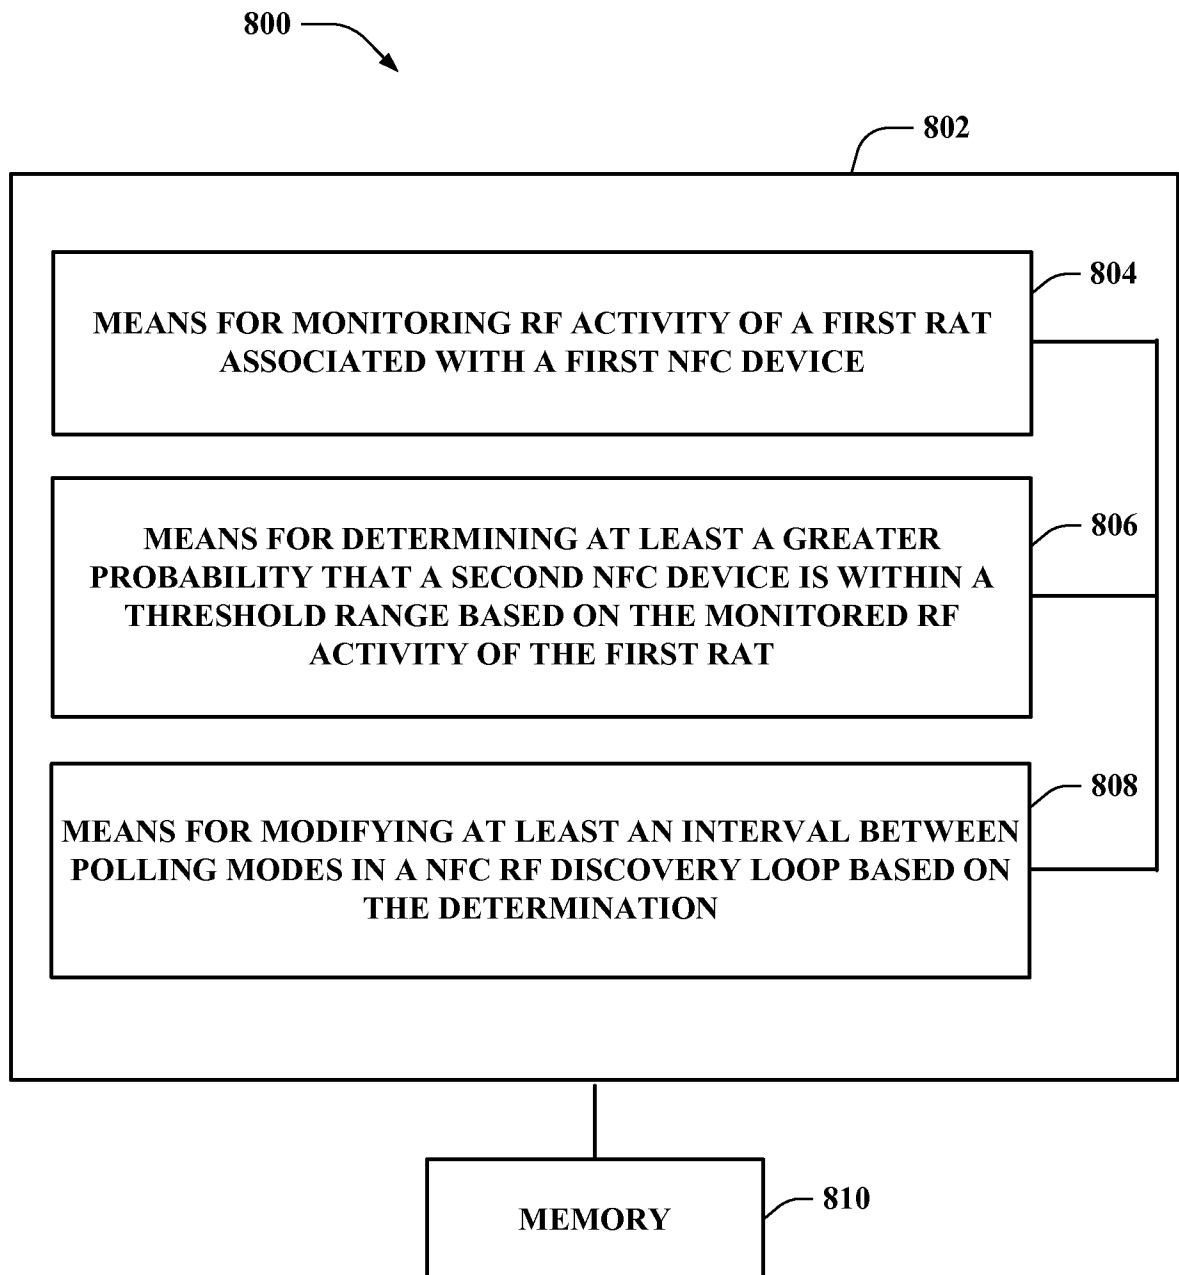 800
802
804
MEANS FOR MONITORING RF ACTIVITY OF A FIRST RAT
ASSOCIATED WITH A FIRST NFC DEVICE
806
MEANS FOR DETERMINING AT LEAST A GREATER
PROBABILITY THAT A SECOND NFC DEVICE IS WITHIN A
THRESHOLD RANGE BASED ON THE MONITORED RF
ACTIVITY OF THE FIRST RAT
808
MEANS FOR MODIFYING AT LEAST AN INTERVAL BETWEEN
POLLING MODES IN A NFC RF DISCOVERY LOOP BASED ON
THE DETERMINATION
810
MEMORY